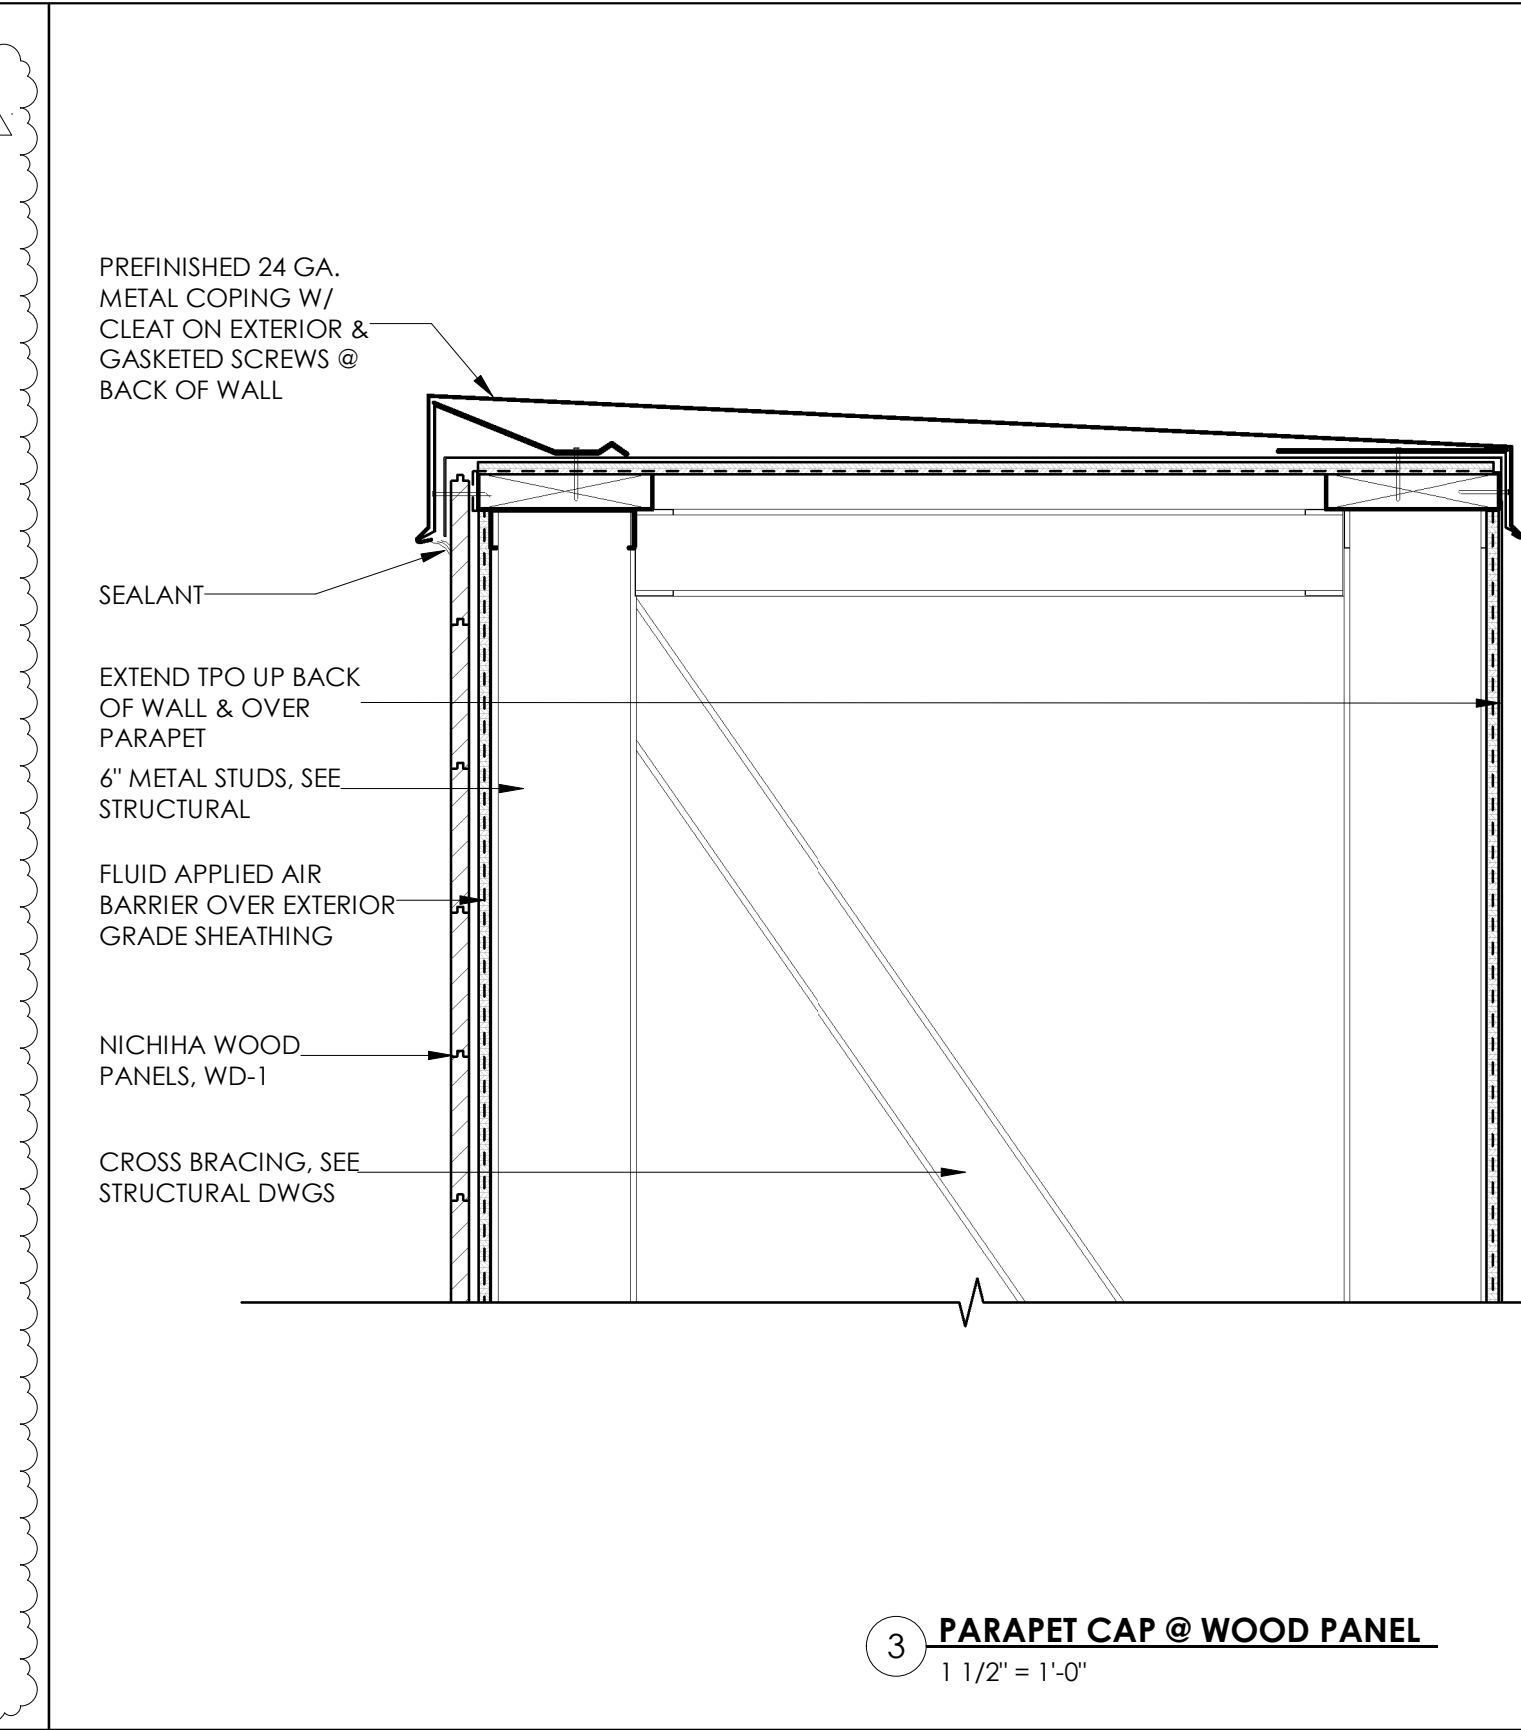 PREFINISHED 24 GA.
METAL COPING W/
CLEAT ON EXTERIOR &
GASKETED SCREWS @
BACK OF WALL
SEALANT
EXTEND TPO UP BACK
OF WALL & OVER
PARAPET
6" METAL STUDS, SEE
STRUCTURAL
FLUID APPLIED AIR
BARRIER OVER EXTERIOR
GRADE SHEATHING
NICHIHA WOOD
PANELS, WD-1
CROSS BRACING, SEE
STRUCTURAL DWGS
3 PARAPET CAP @ WOOD PANEL
1 1/2" = 1'-0"